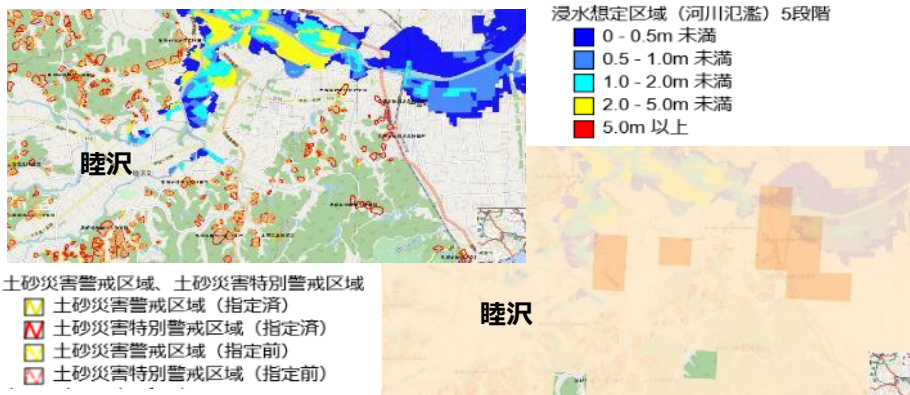 浸水想定区域（河川氾濫）5段階
0 - 0.5m 未満
0.5 - 1.0m 未満
1.0 - 2.0m 未満
2.0 - 5.0m 未満
5.0m 以上
睦沢
土砂災害警戒区域、土砂災害特別警戒区域
土砂災害警戒区域（指定済）
土砂災害特別警戒区域（指定済）
土砂災害警戒区域（指定前）
土砂災害特別警戒区域（指定前）
睦沢